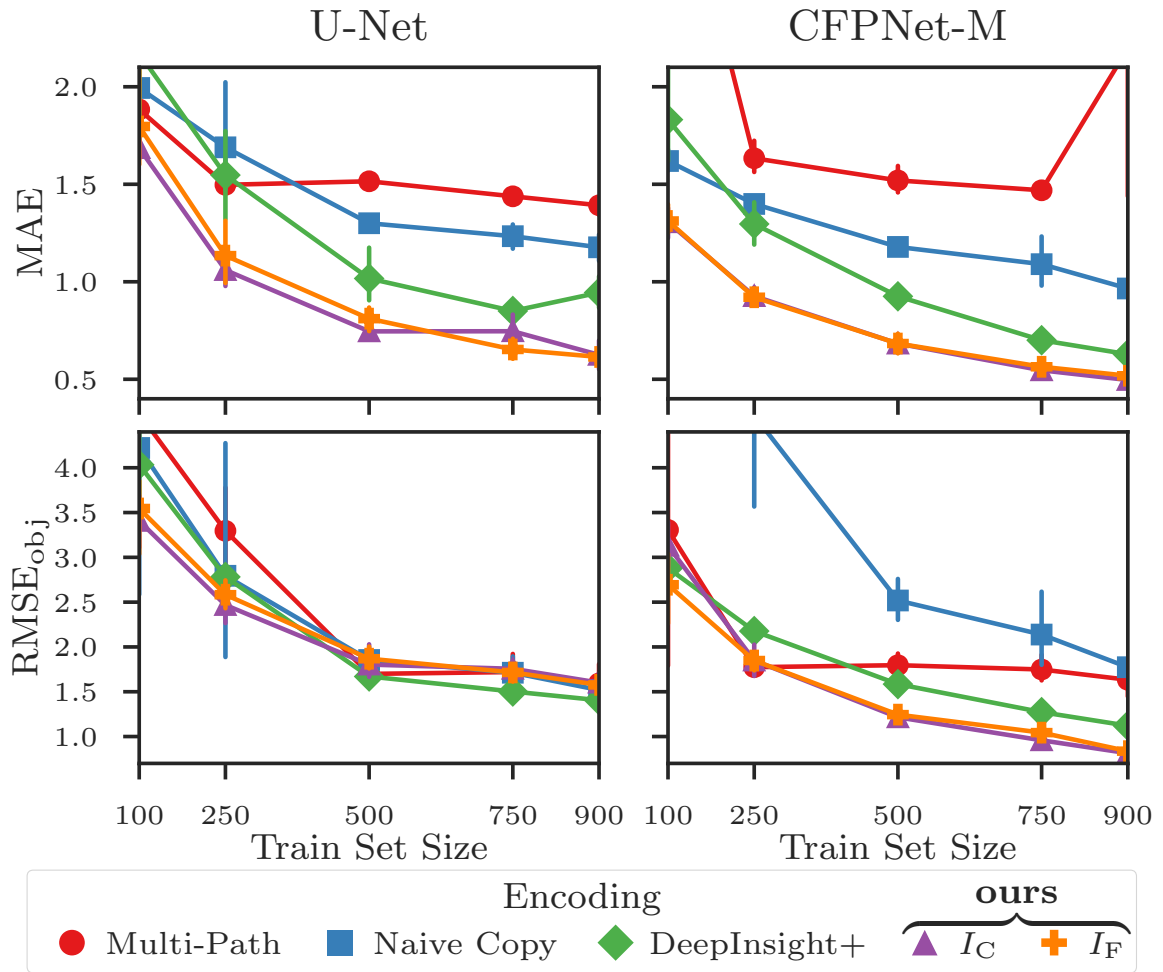 U-Net
CFPNet-M
MAE
2.0
1.5
1.0
0.5
RMSE_obj
4.0
3.5
3.0
2.5
2.0
1.5
1.0
100 250 500 750 900
100 250 500 750 900
Train Set Size
Train Set Size
Encoding
ours
Multi-Path
Naive Copy
DeepInsight+
I_C
I_F